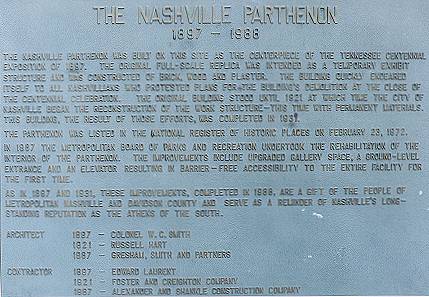 THE NASHVILLE PARTHENON
1897 - 1988
THE NASHVILLE PARTHENON WAS BUILT ON THIS SITE AS THE CENTERPIECE OF THE TENNESSEE CENTENNIAL
EXPOSITION OF 1897. THE ORIGINAL FULL-SCALE REPLICA WAS INTENDED AS A TEMPORARY EXHIBIT
STRUCTURE AND WAS CONSTRUCTED OF BRICK, WOOD AND PLASTER. THE BUILDING QUICKLY ENDEARED
ITSELF TO ALL NASHVILLIANS WHO PROTESTED PLANS FOR THE BUILDING'S DEMOLITION AT THE CLOSE OF
THE CENTENNIAL CELEBRATION. THE ORIGINAL BUILDING STOOD UNTIL 1921 AT WHICH TIME THE CITY OF
NASHVILLE BEGAN THE RECONSTRUCTION OF THE WORN STRUCTURE-THIS TIME WITH PERMANENT MATERIALS.
THIS BUILDING, THE RESULT OF THOSE EFFORTS, WAS COMPLETED IN 1931.
THE PARTHENON WAS LISTED IN THE NATIONAL REGISTER OF HISTORIC PLACES ON FEBRUARY 23, 1972.
IN 1987 THE METROPOLITAN BOARD OF PARKS AND RECREATION UNDERTOOK THE REHABILITATION OF THE
INTERIOR OF THE PARTHENON. THE IMPROVEMENTS INCLUDE UPGRADED GALLERY SPACE, A GROUND-LEVEL
ENTRANCE AND AN ELEVATOR RESULTING IN BARRIER-FREE ACCESSIBILITY TO THE ENTIRE FACILITY FOR
THE FIRST TIME.
AS IN 1897 AND 1931, THESE IMPROVEMENTS, COMPLETED IN 1988, ARE A GIFT OF THE PEOPLE OF
METROPOLITAN NASHVILLE AND DAVIDSON COUNTY AND SERVE AS A REMINDER OF NASHVILLE'S LONG-
STANDING REPUTATION AS THE ATHENS OF THE SOUTH.
ARCHITECT 1897 - COLONEL W.C. SMITH
1921 - RUSSELL HART
1987 - GRESHAM, SMITH AND PARTNERS
CONTRACTOR 1897 - EDWARD LAURENT
1921 - FOSTER AND CREIGHTON COMPANY
1987 - ALEXANDER AND SHANKLE CONSTRUCTION COMPANY